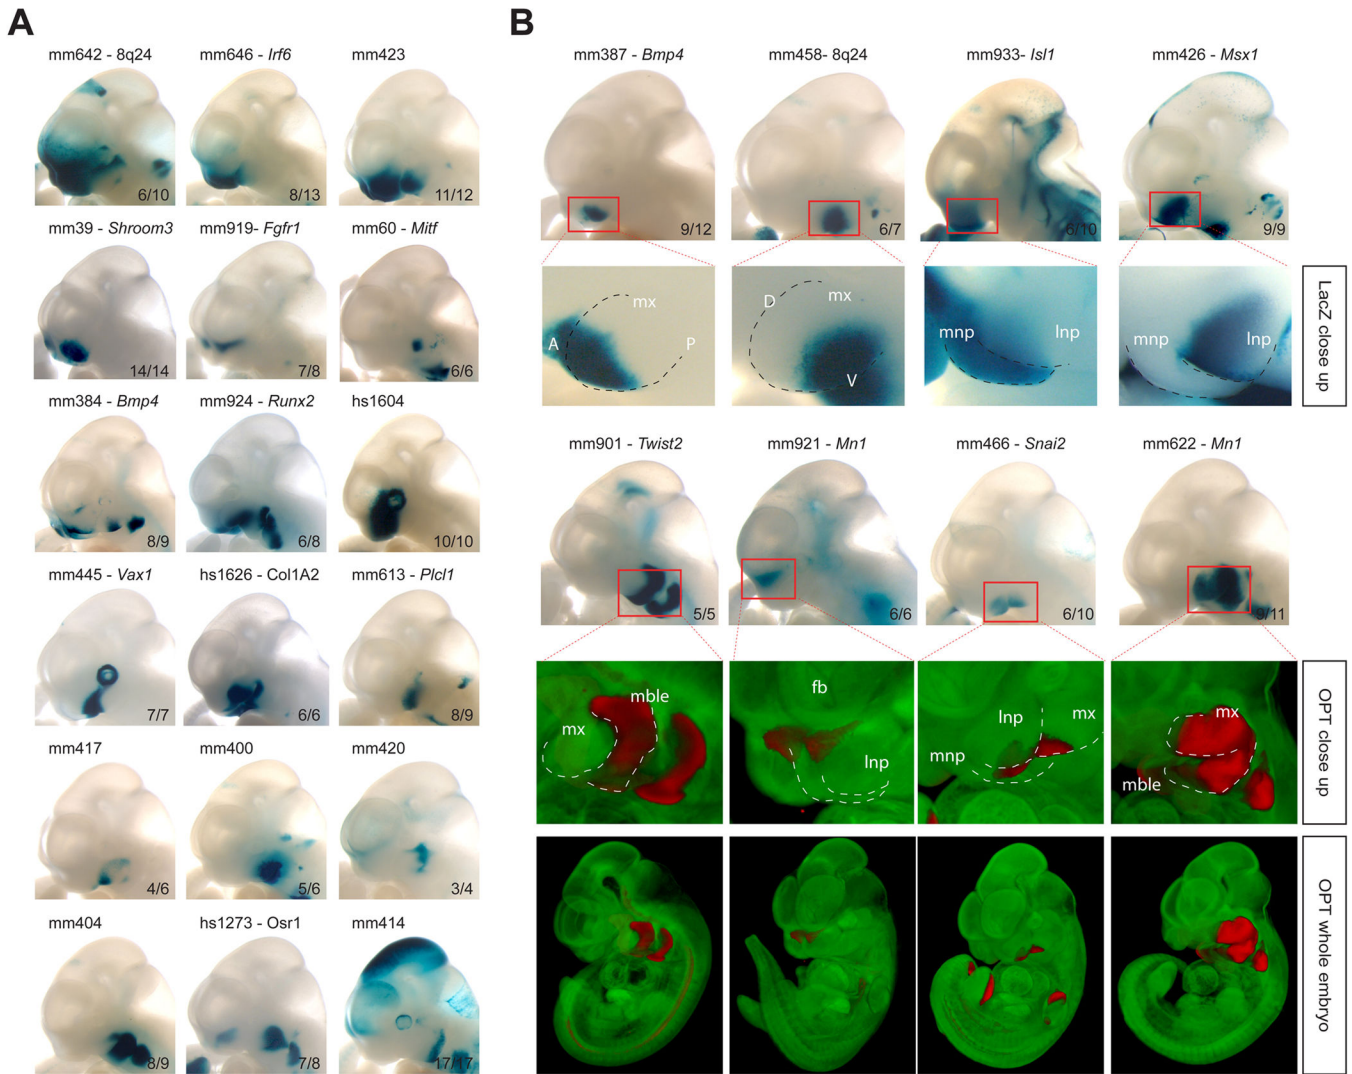 A
mm642 - 8q24
mm646 - Irf6
mm423
6/10
8/13
11/12
mm39 - Shroom3
mm919- Fgfr1
mm60 - Mitf
14/14
7/8
6/6
mm384 - Bmp4
mm924 - Runx2
hs1604
8/9
6/8
10/10
mm445 - Vax1
hs1626 - Col1A2
mm613 - Plcl1
7/7
6/6
8/9
mm417
mm400
mm420
4/6
5/6
3/4
mm404
hs1273 - Osr1
mm414
8/9
7/8
17/17
B
mm387 - Bmp4
mm458- 8q24
mm933- Isl1
mm426 - Msx1
9/12
6/7
6/10
9/9
A
mx
P
D
mx
V
mnp
lnp
mnp
lnp
LacZ close up
mm901 - Twist2
mm921 - Mn1
mm466 - Snai2
mm622 - Mn1
5/5
6/6
6/10
9/11
mx
mble
fb
lnp
lnp
mx
mnp
mx
mble
OPT close up
OPT whole embryo